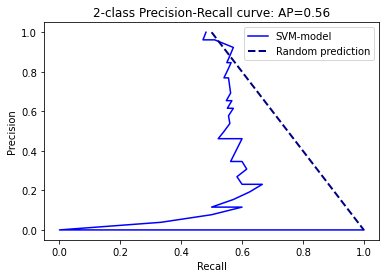 2-class Precision-Recall curve: AP=0.56
SVM-model
Random prediction
Precision
1.0
0.8
0.6
0.4
0.2
0.0
0.0 0.2 0.4 0.6 0.8 1.0
Recall